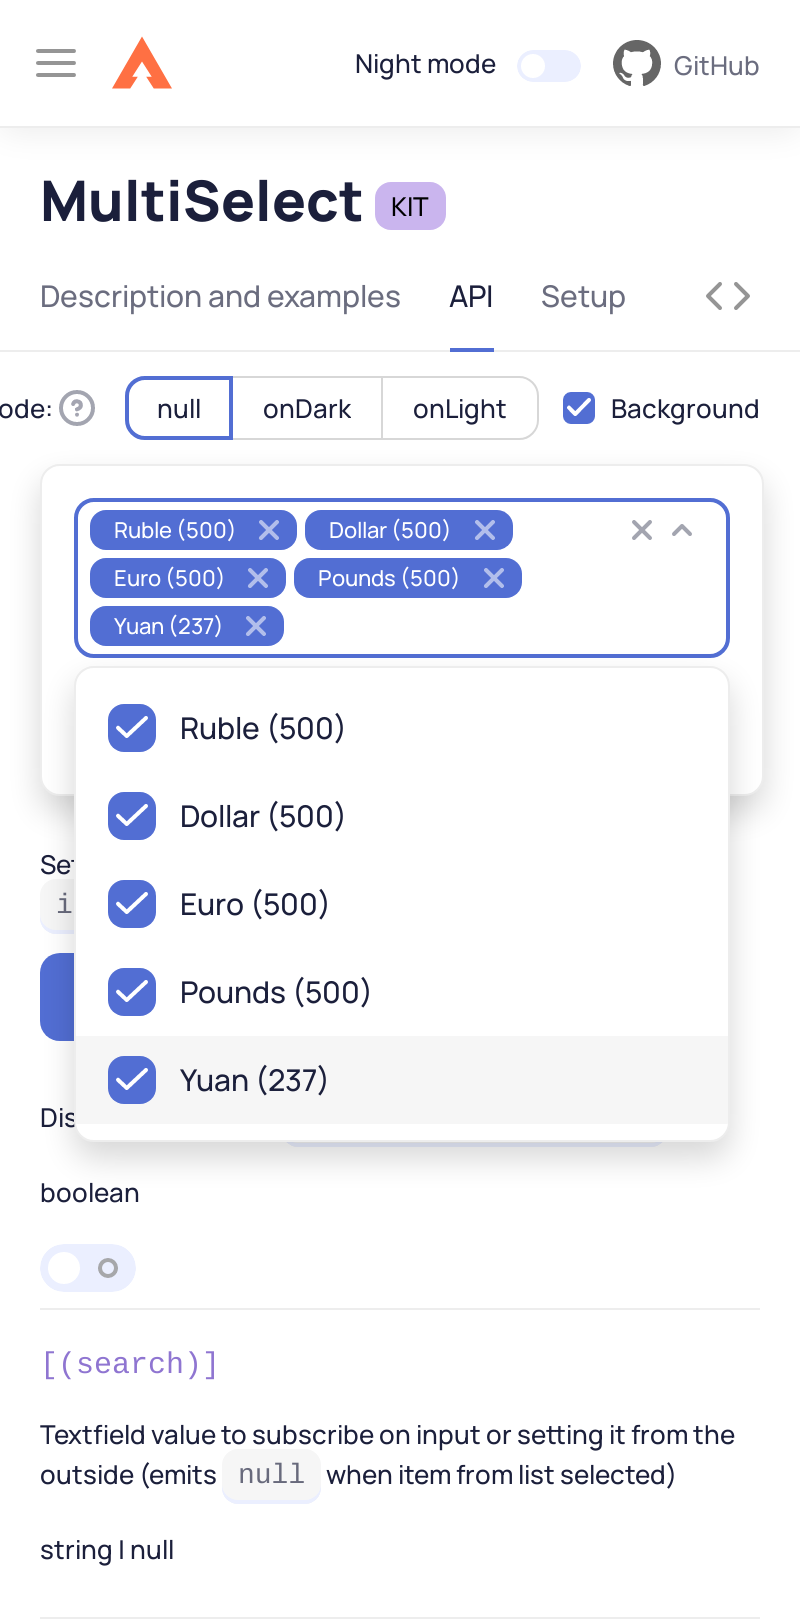 Night mode GitHub
MultiSelect KIT
Description and examples API Setup
ode: null onDark onLight Background
Ruble (500) Dollar (500)
Euro (500) Pounds (500)
Yuan (237)
Ruble (500)
Dollar (500)
Euro (500)
Pounds (500)
Yuan (237)
boolean
[(search)]
Textfield value to subscribe on input or setting it from the
outside (emits null when item from list selected)
string | null